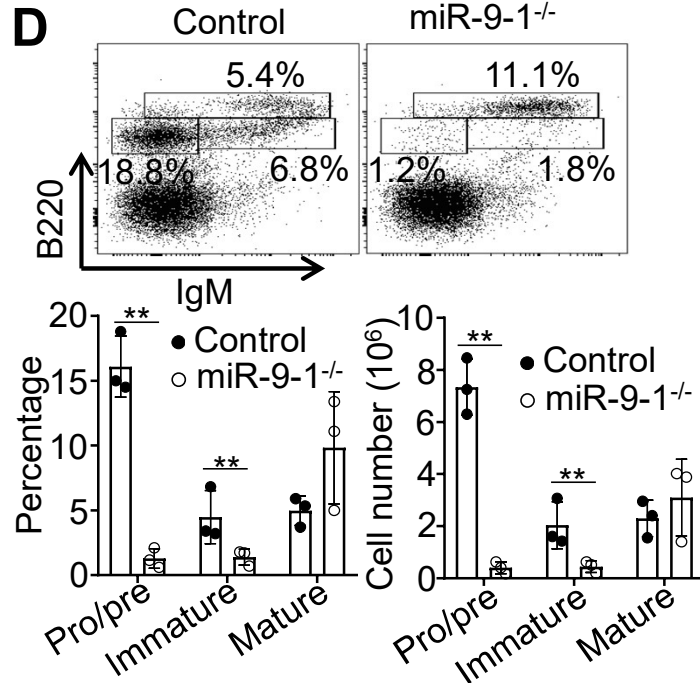 D
Control
miR-9-1-/-
5.4%
11.1%
18.8%
6.8%
1.2%
1.8%
B220
IgM
Percentage
20
15
10
5
0
**
**
Control
miR-9-1-/-
Pro/pre
Immature
Mature
Cell number (10⁶)
10
8
6
4
2
0
**
**
Control
miR-9-1-/-
Pro/pre
Immature
Mature